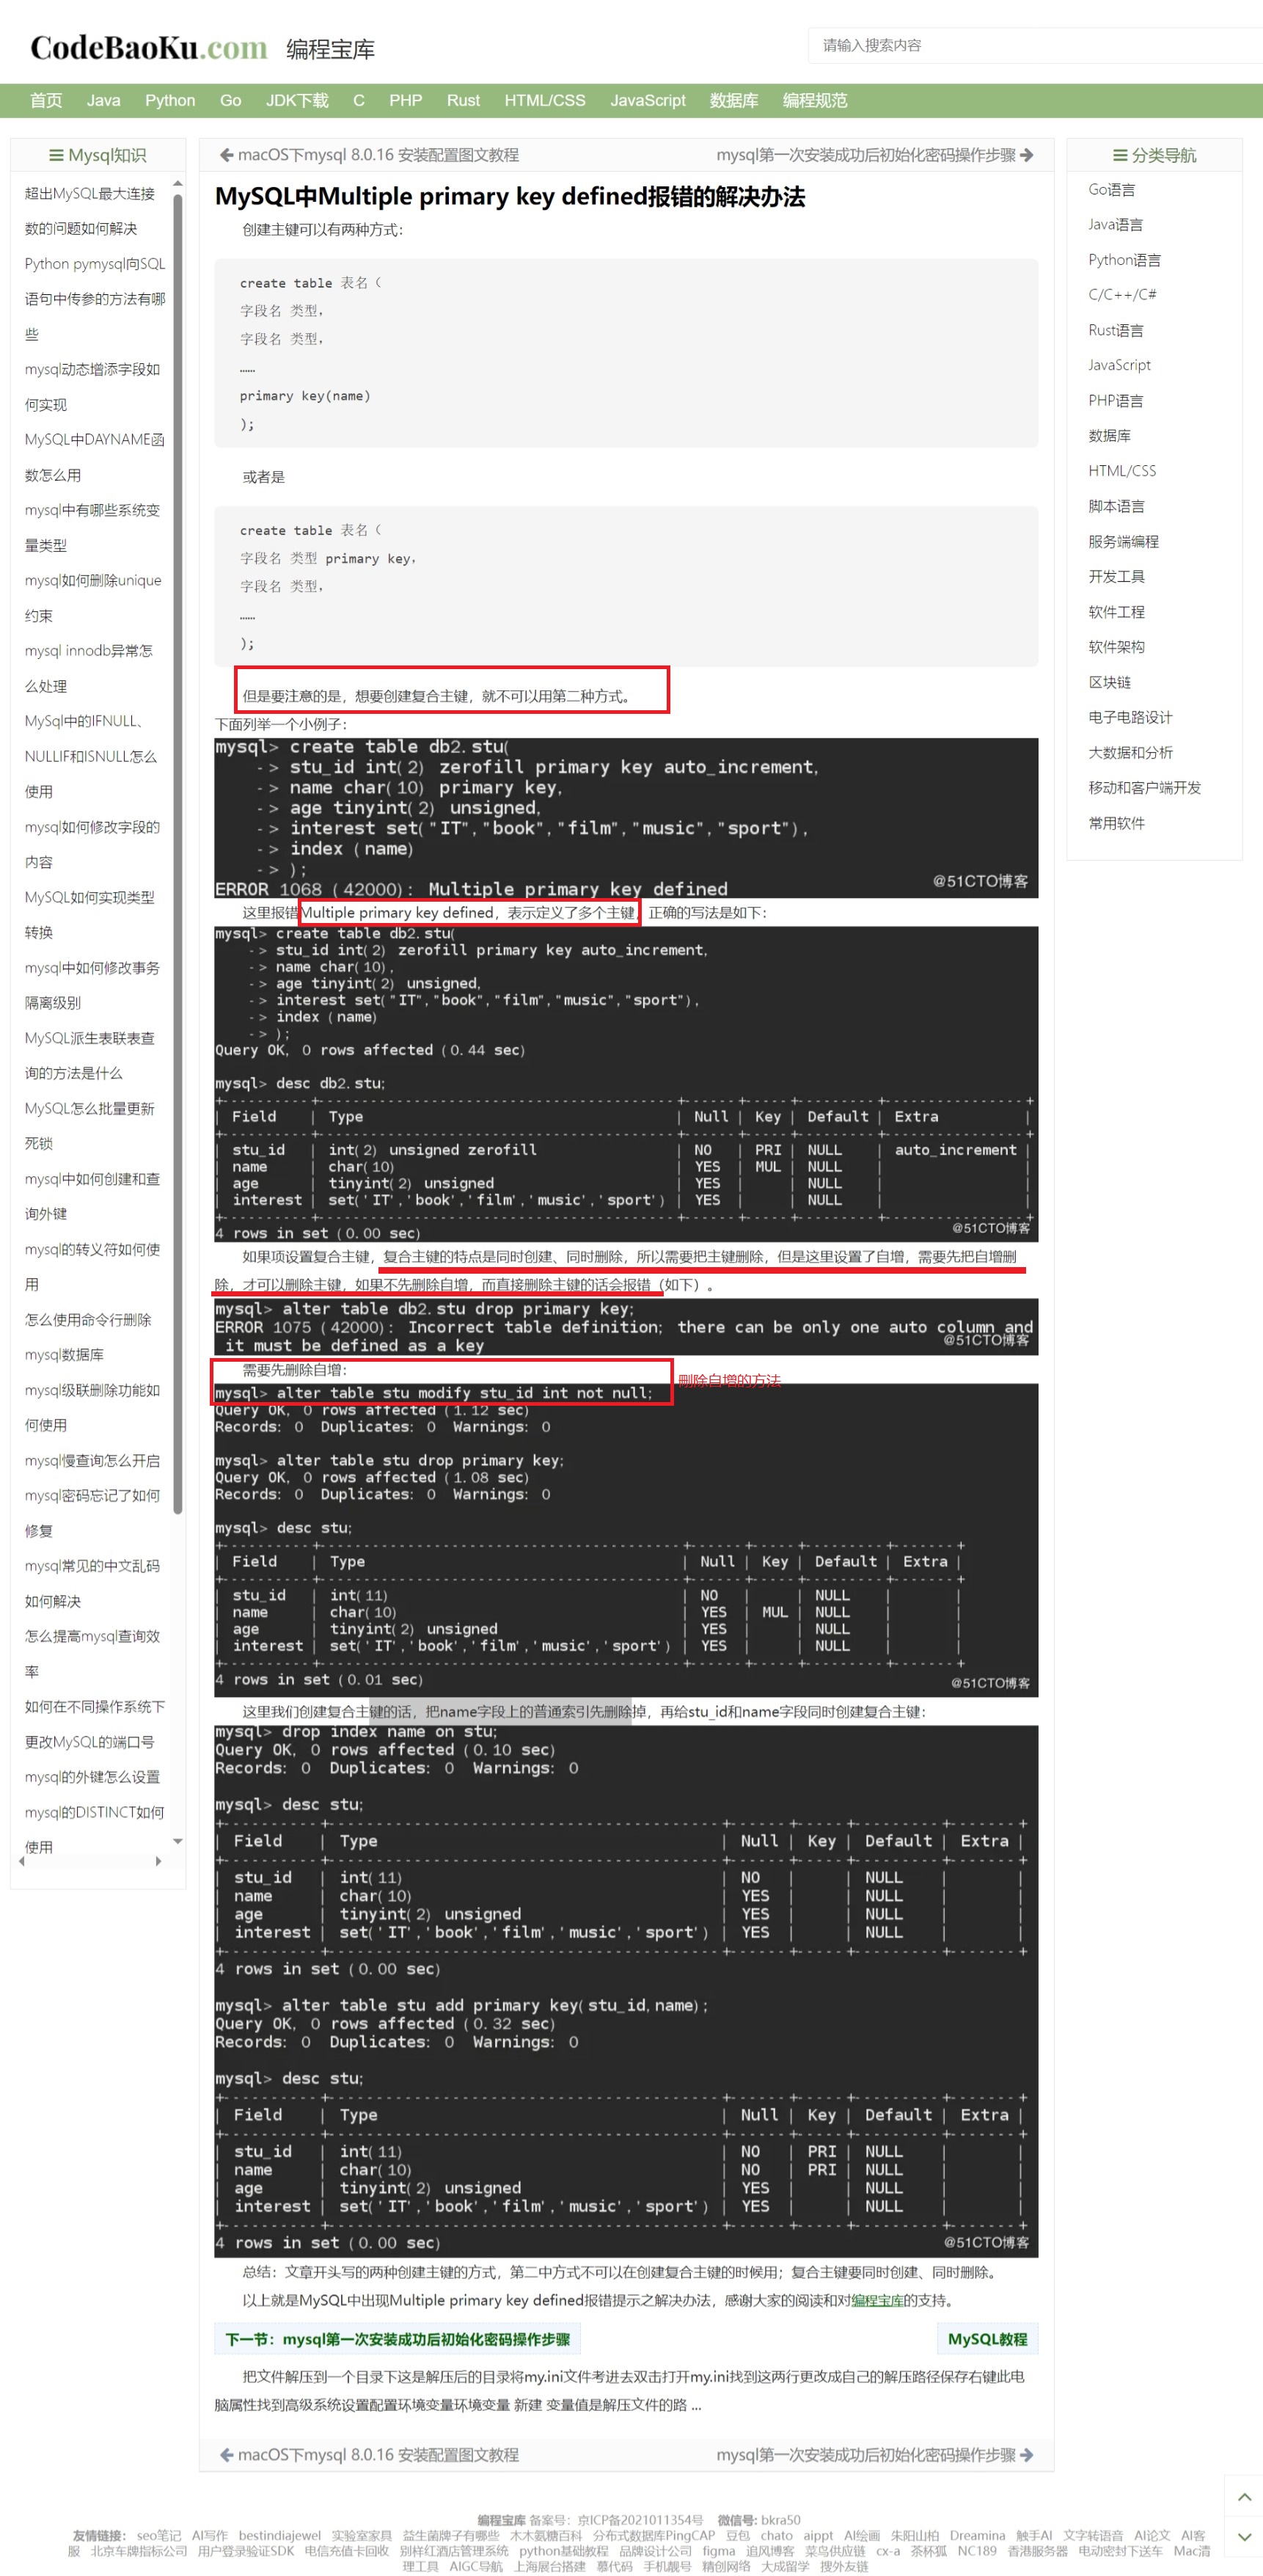 CodeBaoKu.com 编程宝库
请输入搜索内容
首页 Java Python Go JDK下载 C PHP Rust HTML/CSS JavaScript 数据库 编程规范
Mysql知识
超出MySQL最大连接
数的问题如何解决
Python pymysql向SQL
语句中传参的方法有哪
些
mysql动态增添字段如
何实现
MySQL中DAYNAME函
数怎么用
mysql中有哪些系统变
量类型
mysql如何删除unique
约束
mysql innodb异常怎
么处理
MySql中的IFNULL、
NULLIF和ISNULL怎么
使用
mysql如何修改字段的
内容
MySQL如何实现类型
转换
mysql中如何修改事务
隔离级别
MySQL派生表联表查
询的方法是什么
MySQL怎么批量更新
死锁
mysql中如何创建和查
询外键
mysql的转义符如何使
用
怎么使用命令行删除
mysql数据库
mysql级联删除功能如
何使用
mysql慢查询怎么开启
mysql密码忘记了如何
修复
mysql常见的中文乱码
如何解决
怎么提高mysql查询效
率
如何在不同操作系统下
更改MySQL的端口号
mysql的外键怎么设置
mysql的DISTINCT如何
使用
macOS下mysql 8.0.16 安装配置图文教程
mysql第一次安装成功后初始化密码操作步骤
MySQL中Multiple primary key defined报错的解决办法
创建主键可以有两种方式：
create table 表名（
字段名 类型，
字段名 类型，
……
primary key(name)
);
或者是
create table 表名（
字段名 类型 primary key，
字段名 类型，
……
);
但是要注意的是，想要创建复合主键，就不可以用第二种方式。
下面列举一个小例子：
mysql> create table db2.stu(
-> stu_id int(2) zerofill primary key auto_increment,
-> name char(10) primary key,
-> age tinyint(2) unsigned,
-> interest set("IT","book","film","music","sport"),
-> index (name)
-> );
ERROR 1068 (42000): Multiple primary key defined
@51CTO博客
这里报错Multiple primary key defined，表示定义了多个主键，正确的写法是如下：
mysql> create table db2.stu(
-> stu_id int(2) zerofill primary key auto_increment,
-> name char(10),
-> age tinyint(2) unsigned,
-> interest set("IT","book","film","music","sport"),
-> index (name)
-> );
Query OK, 0 rows affected (0.44 sec)
mysql> desc db2.stu;
| Field | Type | Null | Key | Default | Extra |
| stu_id | int(2) unsigned zerofill | NO | PRI | NULL | auto_increment |
| name | char(10) | YES | MUL | NULL | |
| age | tinyint(2) unsigned | YES | | NULL | |
| interest | set('IT','book','film','music','sport') | YES | | NULL | |
4 rows in set (0.00 sec)
@51CTO博客
如果项设置复合主键，复合主键的特点是同时创建、同时删除，所以需要把主键删除，但是这里设置了自增，需要先把自增删
除，才可以删除主键，如果不先删除自增，而直接删除主键的话会报错（如下）。
mysql> alter table db2.stu drop primary key;
ERROR 1075 (42000): Incorrect table definition; there can be only one auto column and
it must be defined as a key
@51CTO博客
需要先删除自增：
删除自增的方法
mysql> alter table stu modify stu_id int not null;
Query OK, 0 rows affected (1.12 sec)
Records: 0 Duplicates: 0 Warnings: 0
mysql> alter table stu drop primary key;
Query OK, 0 rows affected (1.08 sec)
Records: 0 Duplicates: 0 Warnings: 0
mysql> desc stu;
| Field | Type | Null | Key | Default | Extra |
| stu_id | int(11) | NO | | NULL | |
| name | char(10) | YES | MUL | NULL | |
| age | tinyint(2) unsigned | YES | | NULL | |
| interest | set('IT','book','film','music','sport') | YES | | NULL | |
4 rows in set (0.01 sec)
@51CTO博客
这里我们创建复合主键的话，把name字段上的普通索引先删除掉，再给stu_id和name字段同时创建复合主键：
mysql> drop index name on stu;
Query OK, 0 rows affected (0.10 sec)
Records: 0 Duplicates: 0 Warnings: 0
mysql> desc stu;
| Field | Type | Null | Key | Default | Extra |
| stu_id | int(11) | NO | | NULL | |
| name | char(10) | YES | | NULL | |
| age | tinyint(2) unsigned | YES | | NULL | |
| interest | set('IT','book','film','music','sport') | YES | | NULL | |
4 rows in set (0.00 sec)
mysql> alter table stu add primary key(stu_id,name);
Query OK, 0 rows affected (0.32 sec)
Records: 0 Duplicates: 0 Warnings: 0
mysql> desc stu;
| Field | Type | Null | Key | Default | Extra |
| stu_id | int(11) | NO | PRI | NULL | |
| name | char(10) | NO | PRI | NULL | |
| age | tinyint(2) unsigned | YES | | NULL | |
| interest | set('IT','book','film','music','sport') | YES | | NULL | |
4 rows in set (0.00 sec)
@51CTO博客
总结：文章开头写的两种创建主键的方式，第二中方式不可以在创建复合主键的时候用；复合主键要同时创建、同时删除。
以上就是MySQL中出现Multiple primary key defined报错提示之解决办法，感谢大家的阅读和对编程宝库的支持。
下一节：mysql第一次安装成功后初始化密码操作步骤
MySQL教程
把文件解压到一个目录下这是解压后的目录将my.ini文件考进去双击打开my.ini找到这两行更改成自己的解压路径保存右键此电
脑属性找到高级系统设置配置环境变量环境变量 新建 变量值是解压文件的路 ...
macOS下mysql 8.0.16 安装配置图文教程
mysql第一次安装成功后初始化密码操作步骤
分类导航
Go语言
Java语言
Python语言
C/C++/C#
Rust语言
JavaScript
PHP语言
数据库
HTML/CSS
脚本语言
服务端编程
开发工具
软件工程
软件架构
区块链
电子电路设计
大数据和分析
移动和客户端开发
常用软件
编程宝库 备案号：京ICP备2021011354号 微信号: bkra50
友情链接： seo笔记 AI写作 bestindiajewel 实验室家具 益生菌牌子有哪些 木木氨糖百科 分布式数据库PingCAP 豆包 chato aippt AI绘画 朱阳山柏 Dreamina 触手AI 文字转语音 AI论文 AI客
服 北京车牌指标公司 用户登录验证SDK 电信充值卡回收 别样红酒店管理系统 python基础教程 品牌设计公司 figma 追风博客 菜鸟供应链 cx-a 茶杯狐 NC189 香港服务器 电动密封下送车 Mac清
理工具 AIGC导航 上海展台搭建 慕代码 手机靓号 精创网络 大成留学 搜外友链